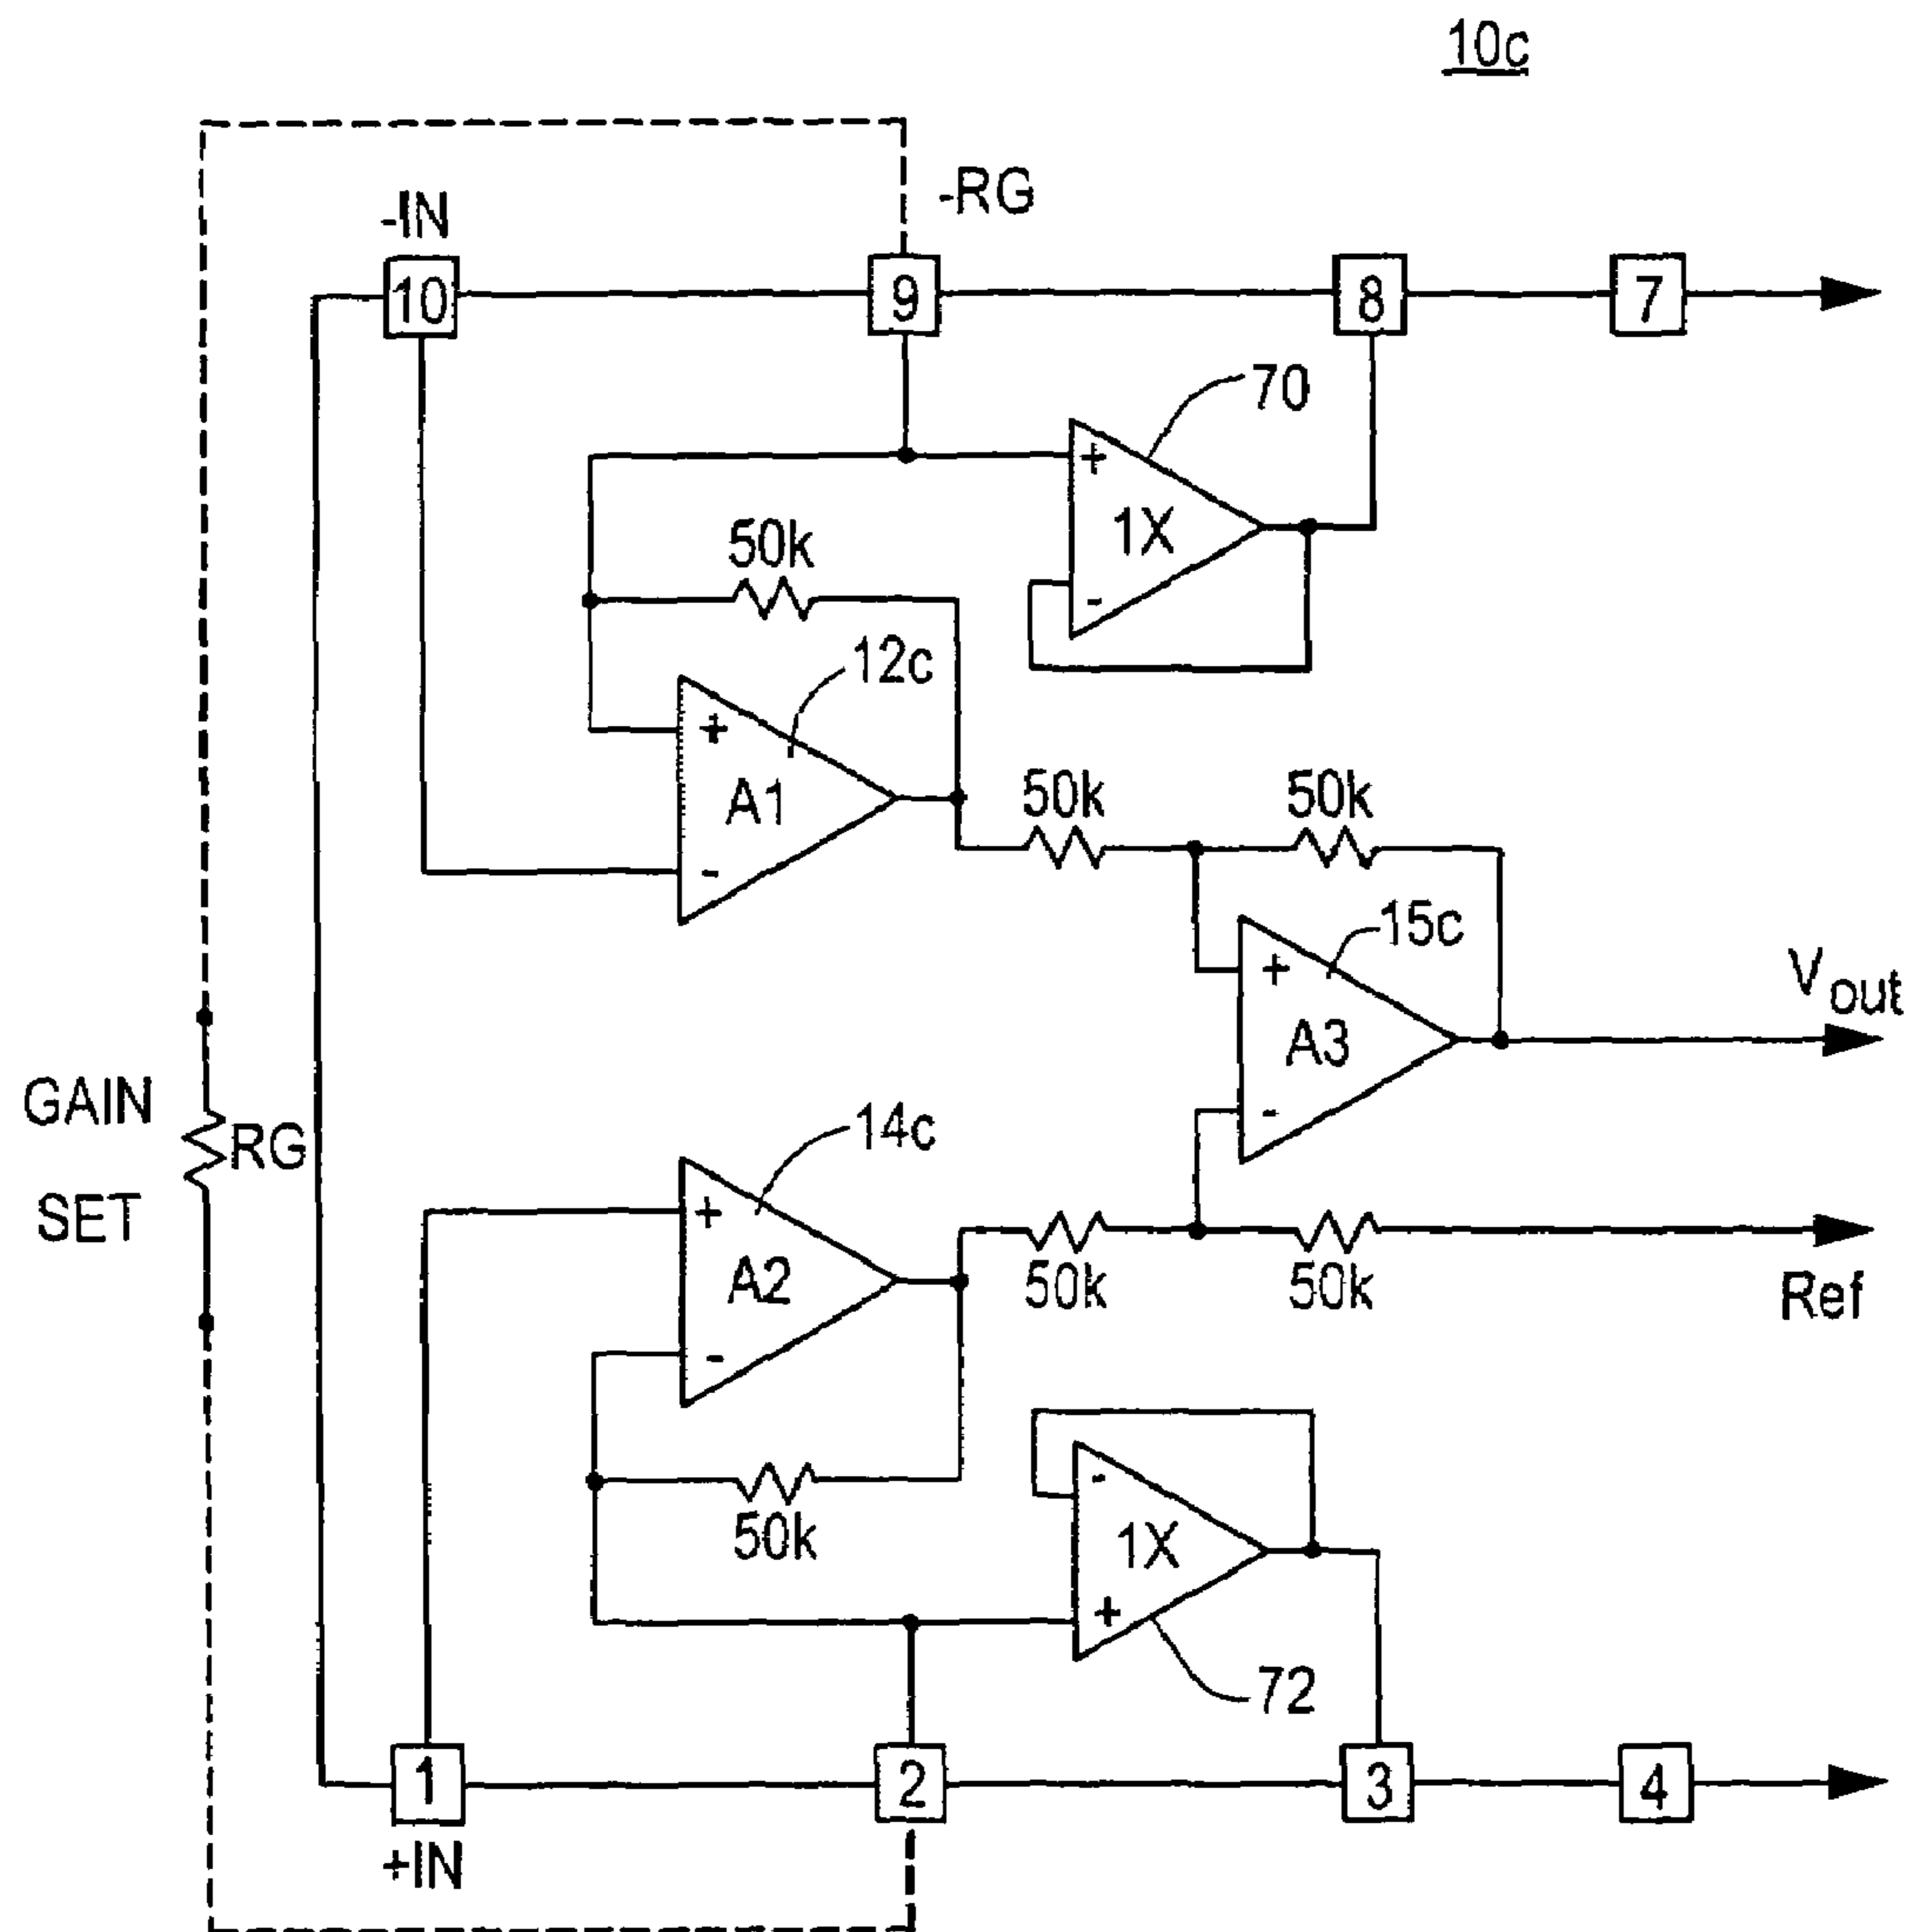 10c
-RG
-IN
10
9
8
7
70
+
1X
-
50k
12c
+
A1
-
50k
50k
15c
+
A3
-
Vout
GAIN
SET
RG
14c
+
A2
-
50k
50k
Ref
50k
-
1X
+
72
1
2
3
4
+IN